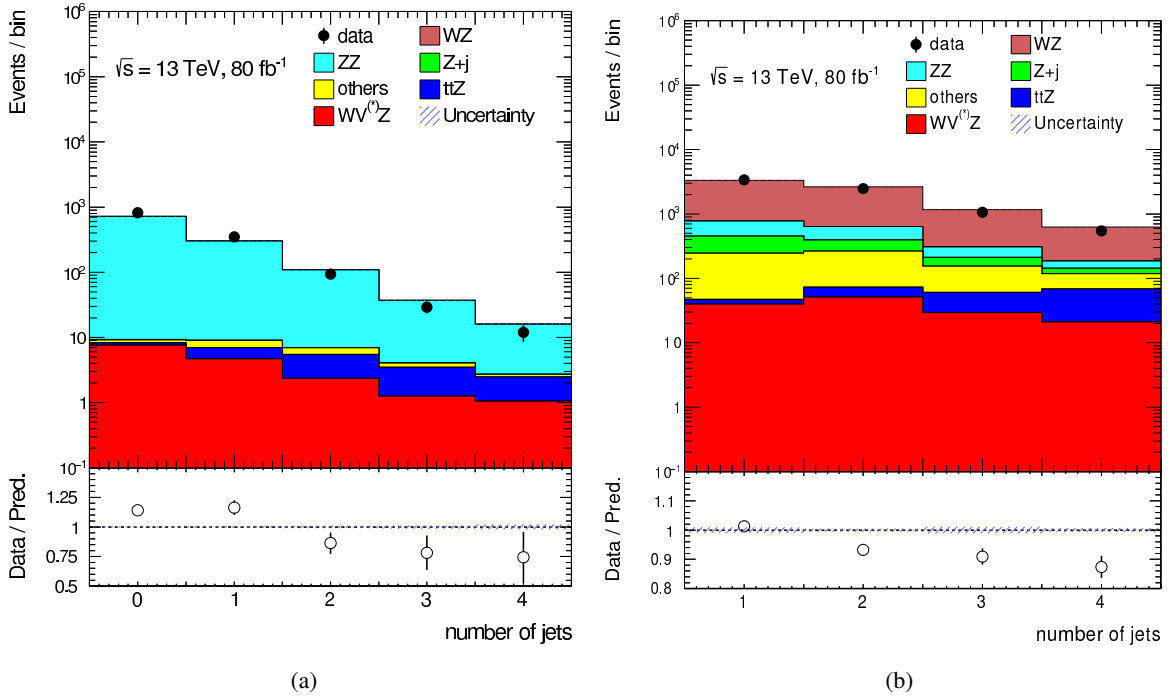 Events / bin
10⁶
10⁵
10⁴
10³
10²
10
1
10⁻¹
√s = 13 TeV, 80 fb⁻¹
data
WZ
ZZ
Z+j
others
ttZ
WV⁽*⁾Z
Uncertainty
Data / Pred.
1.25
1
0.75
0.5
0 1 2 3 4
number of jets
(a)
Events / bin
10⁶
10⁵
10⁴
10³
10²
10
1
10⁻¹
√s = 13 TeV, 80 fb⁻¹
data
WZ
ZZ
Z+j
others
ttZ
WV⁽*⁾Z
Uncertainty
Data / Pred.
1.1
1
0.9
0.8
1 2 3 4
number of jets
(b)